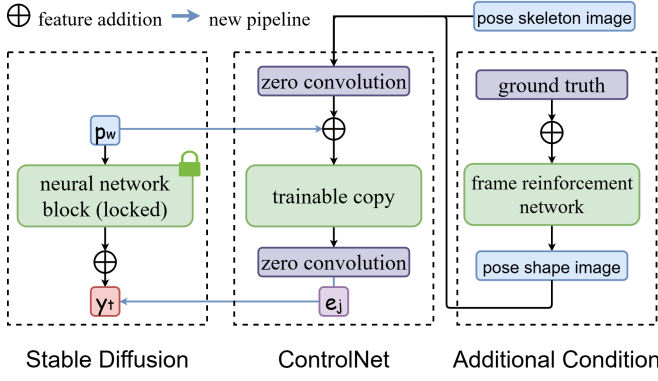 feature addition
new pipeline
pose skeleton image
zero convolution
ground truth
pw
neural network
block (locked)
trainable copy
frame reinforcement
network
zero convolution
pose shape image
yt
ej
Stable Diffusion
ControlNet
Additional Condition